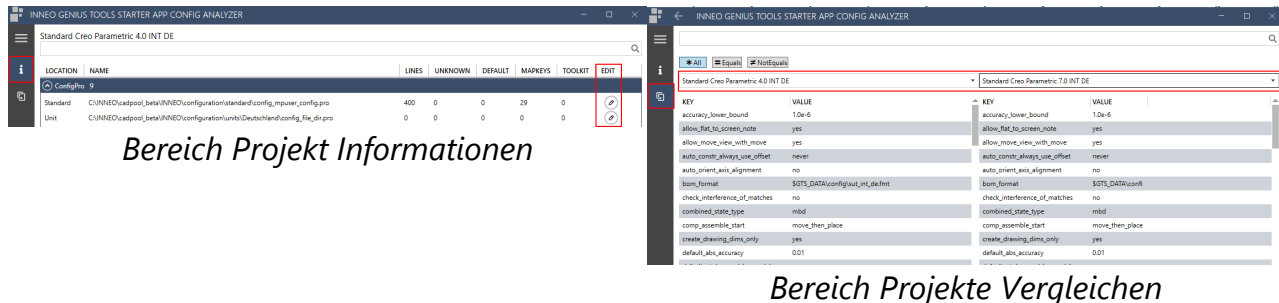 INNEO GENIUS TOOLS STARTER APP CONFIG ANALYZER
Standard Creo Parametric 4.0 INT DE
LOCATION NAME LINES UNKNOWN DEFAULT MAPKEYS TOOLKIT EDIT
ConfigPro 9
Standard C:\INNEO\cadpool_beta\INNEO\configuration\standard\config_mpuser_config.pro 400 0 0 29 0
Unit C:\INNEO\cadpool_beta\INNEO\configuration\units\Deutschland\config_file_dir.pro 0 0 0 0 0
Bereich Projekt Informationen
INNEO GENIUS TOOLS STARTER APP CONFIG ANALYZER
All Equals NotEquals
Standard Creo Parametric 4.0 INT DE Standard Creo Parametric 7.0 INT DE
KEY VALUE KEY VALUE
accuracy_lower_bound 1.0e-6 accuracy_lower_bound 1.0e-6
allow_flat_to_screen_note yes allow_flat_to_screen_note yes
allow_move_view_with_move yes allow_move_view_with_move yes
auto_constr_always_use_offset never auto_constr_always_use_offset never
auto_orient_axis_alignment no auto_orient_axis_alignment no
bom_format $GTS_DATA\config\sut_int_de.fmt bom_format $GTS_DATA\confi
check_interference_of_matches no check_interference_of_matches no
combined_state_type mbd combined_state_type mbd
comp_assemble_start move_then_place comp_assemble_start move_then_place
create_drawing_dims_only yes create_drawing_dims_only yes
default_abs_accuracy 0.01 default_abs_accuracy 0.01
Bereich Projekte Vergleichen